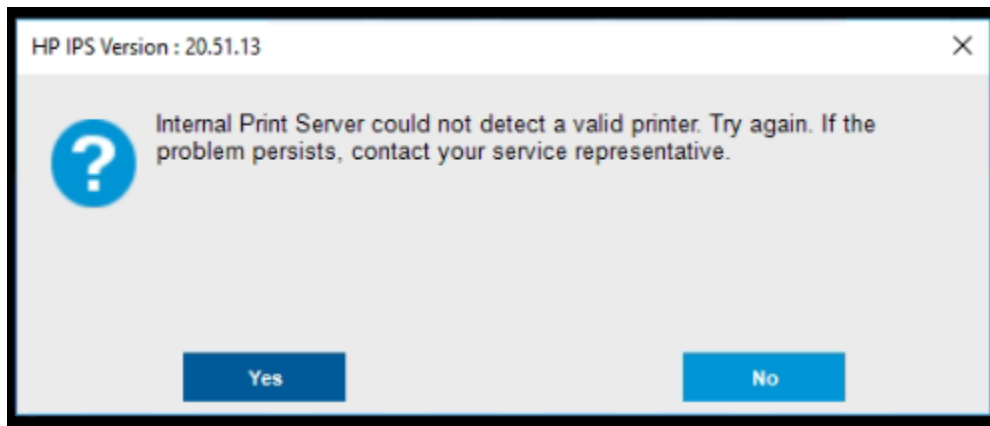 HP IPS Version : 20.51.13
Internal Print Server could not detect a valid printer. Try again. If the
problem persists, contact your service representative.
Yes
No